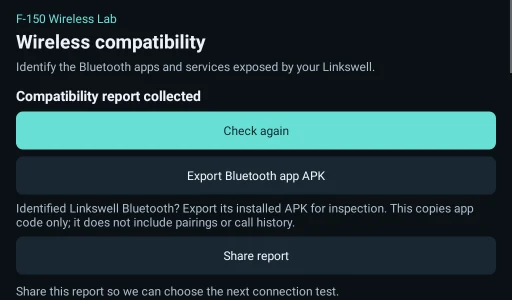 F-150 Wireless Lab
Wireless compatibility
Identify the Bluetooth apps and services exposed by your Linkswell.
Compatibility report collected
Check again
Export Bluetooth app APK
Identified Linkswell Bluetooth? Export its installed APK for inspection. This copies app
code only; it does not include pairings or call history.
Share report
Share this report so we can choose the next connection test.